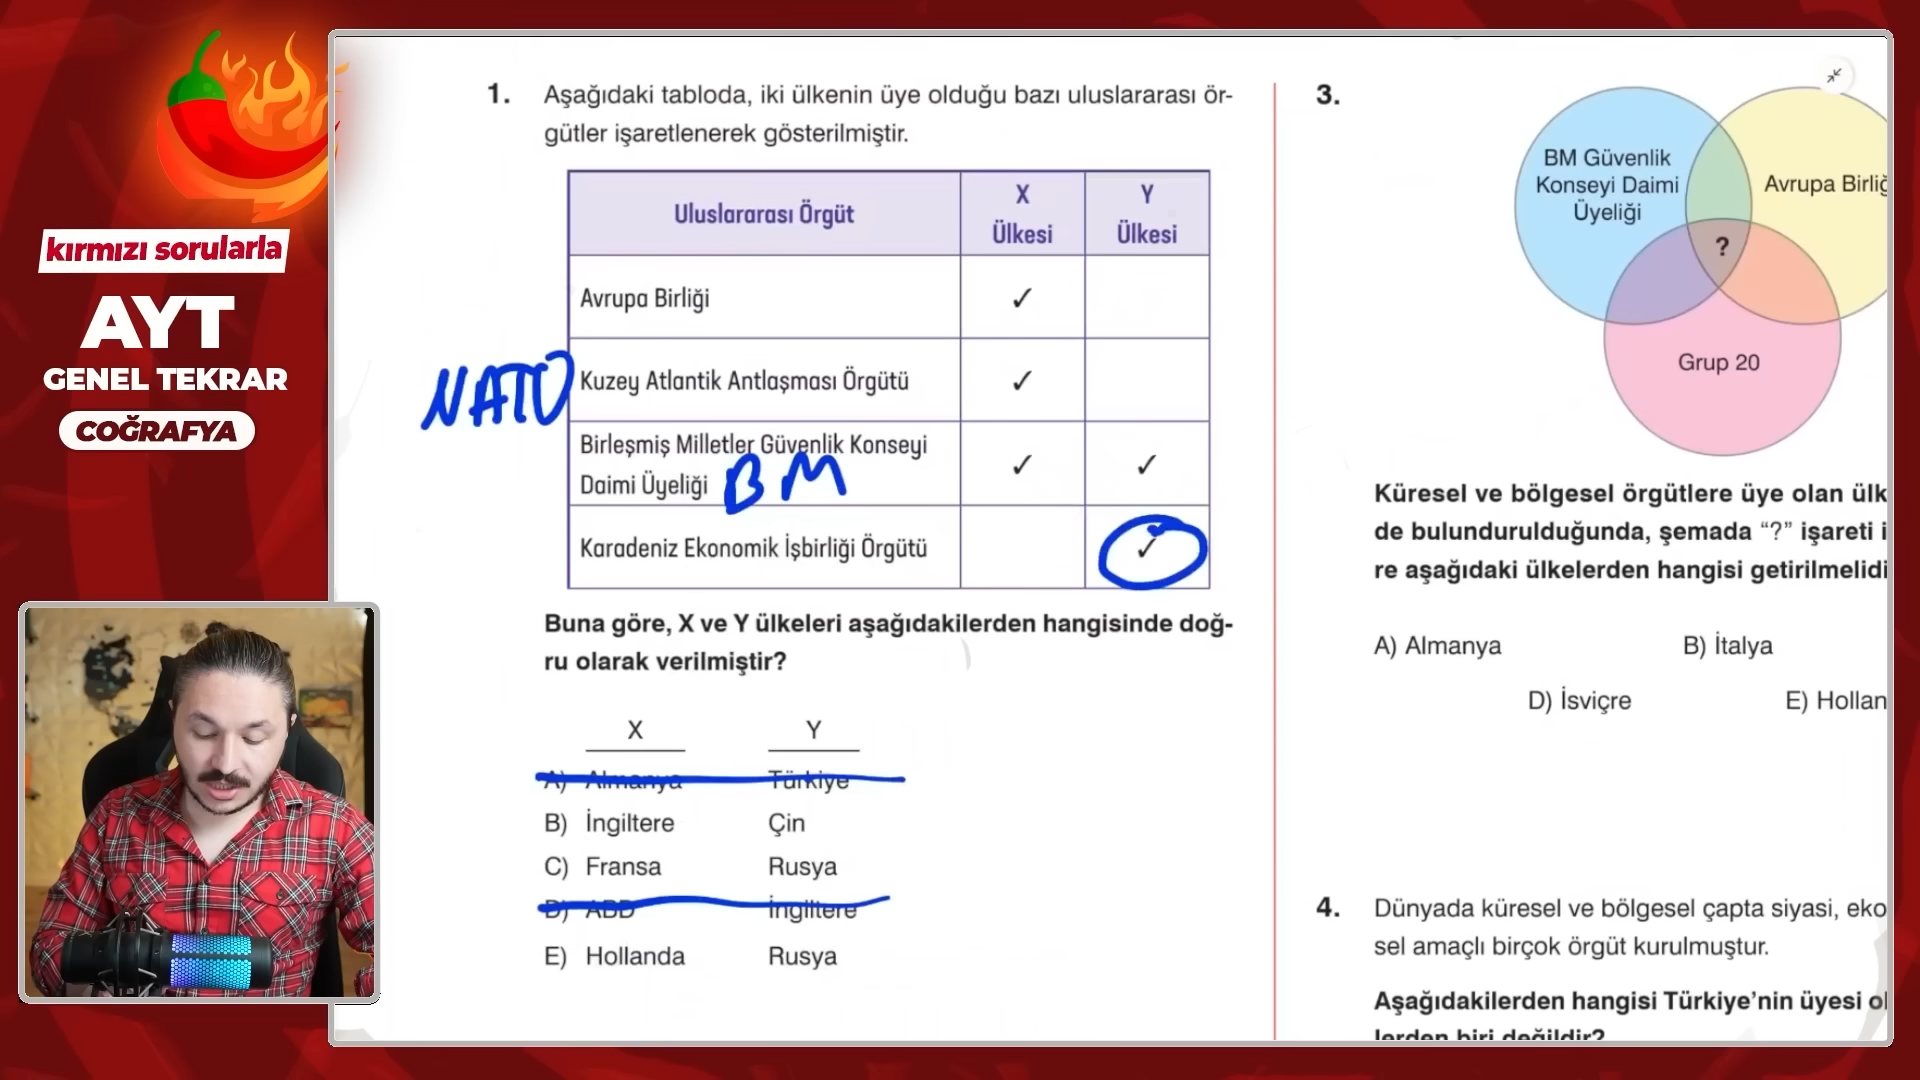 kırmızı sorularla
AYT
GENEL TEKRAR
COĞRAFYA
1. Aşağıdaki tabloda, iki ülkenin üye olduğu bazı uluslararası ör-
gütler işaretlenerek gösterilmiştir.
Uluslararası Örgüt
X Ülkesi
Y Ülkesi
Avrupa Birliği ✓
NATO
Kuzey Atlantik Antlaşması Örgütü ✓
Birleşmiş Milletler Güvenlik Konseyi
Daimi Üyeliği ✓ ✓
BM
Karadeniz Ekonomik İşbirliği Örgütü ✓
Buna göre, X ve Y ülkeleri aşağıdakilerden hangisinde doğ-
ru olarak verilmiştir?
X Y
A) Almanya Türkiye
B) İngiltere Çin
C) Fransa Rusya
D) ABD İngiltere
E) Hollanda Rusya
3.
BM Güvenlik
Konseyi Daimi
Üyeliği
Avrupa Birliğ
?
Grup 20
Küresel ve bölgesel örgütlere üye olan ülk
de bulundurulduğunda, şemada “?” işareti i
re aşağıdaki ülkelerden hangisi getirilmelidi
A) Almanya B) İtalya
D) İsviçre E) Hollan
4. Dünyada küresel ve bölgesel çapta siyasi, eko
sel amaçlı birçok örgüt kurulmuştur.
Aşağıdakilerden hangisi Türkiye’nin üyesi ol
lerden biri değildir?